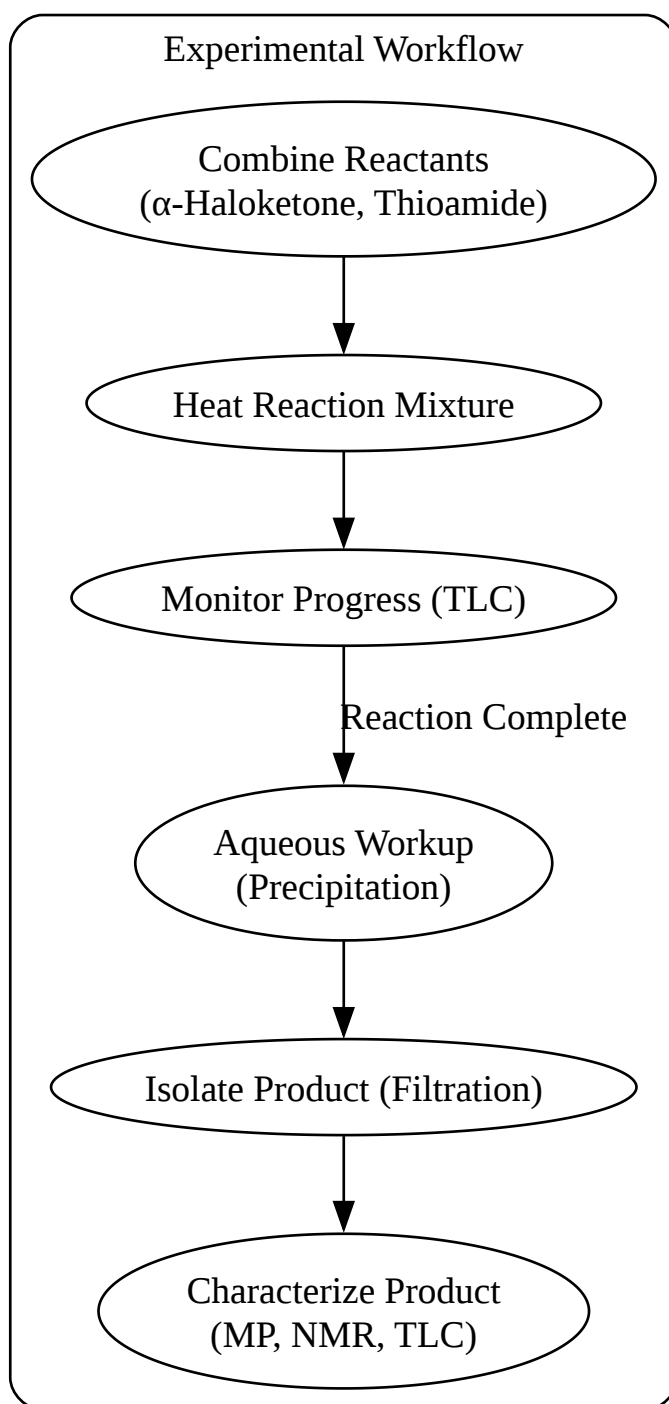 Experimental Workflow
Combine Reactants
(α-Haloketone, Thioamide)
Heat Reaction Mixture
Monitor Progress (TLC)
Reaction Complete
Aqueous Workup
(Precipitation)
Isolate Product (Filtration)
Characterize Product
(MP, NMR, TLC)